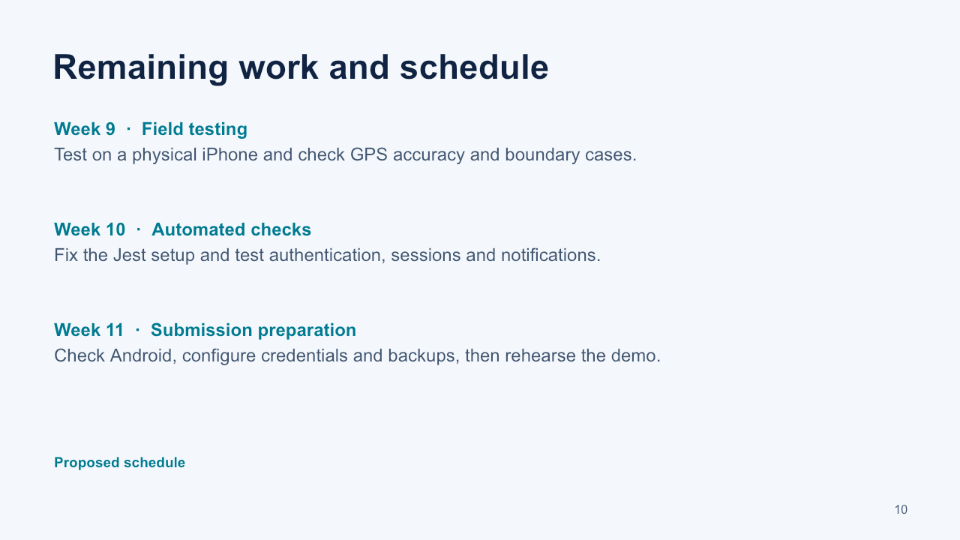 Remaining work and schedule
Week 9 · Field testing
Test on a physical iPhone and check GPS accuracy and boundary cases.
Week 10 · Automated checks
Fix the Jest setup and test authentication, sessions and notifications.
Week 11 · Submission preparation
Check Android, configure credentials and backups, then rehearse the demo.
Proposed schedule
10